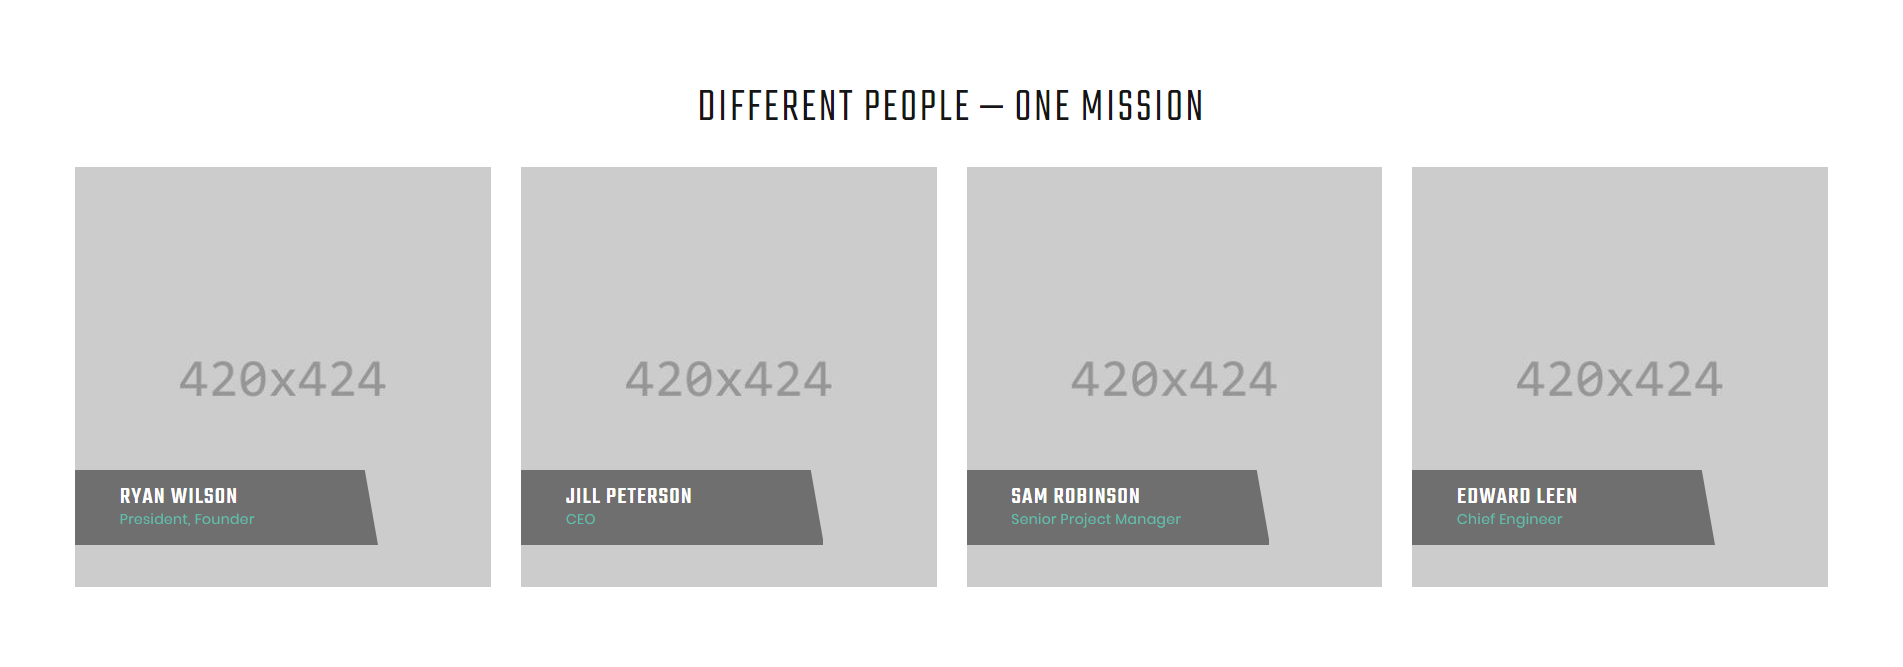 DIFFERENT PEOPLE — ONE MISSION
420x424
RYAN WILSON
President, Founder
420x424
JILL PETERSON
CEO
420x424
SAM ROBINSON
Senior Project Manager
420x424
EDWARD LEEN
Chief Engineer